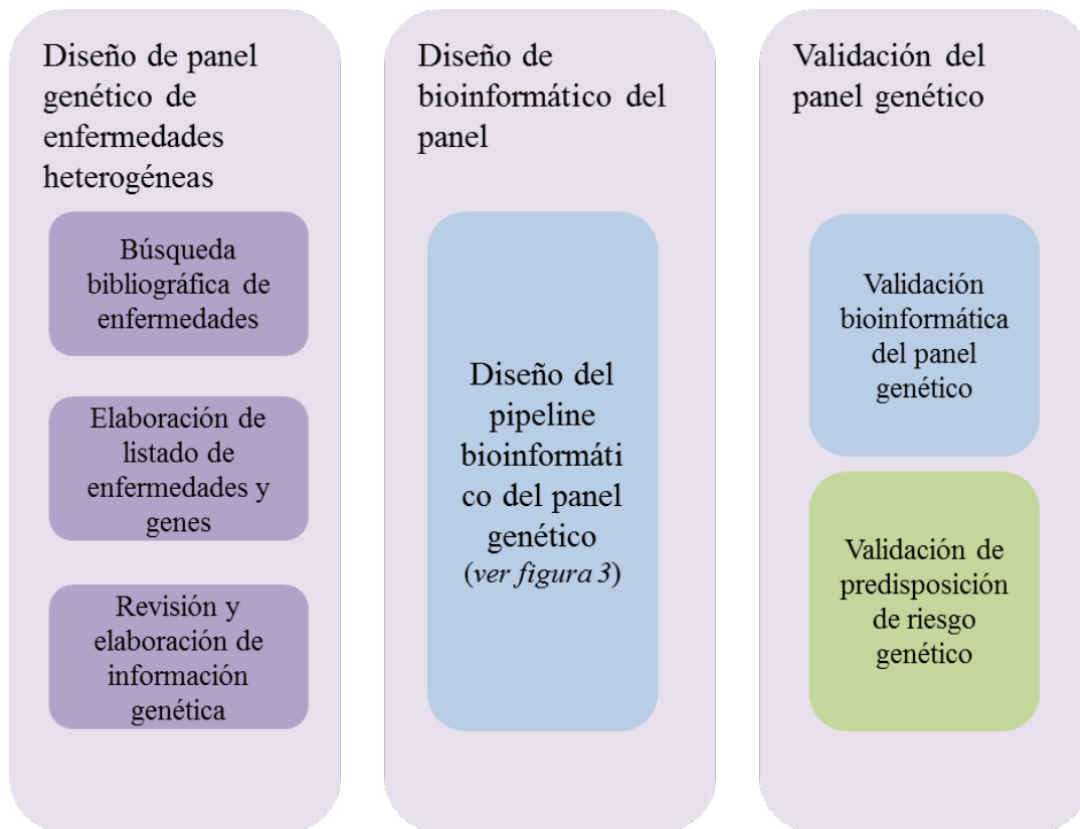 Diseño de panel
genético de
enfermedades
heterogéneas
Búsqueda
bibliográfica de
enfermedades
Elaboración de
listado de
enfermedades y
genes
Revisión y
elaboración de
información
genética
Diseño de
bioinformático del
panel
Diseño del
pipeline
bioinformáti
co del panel
genético
(ver figura 3)
Validación del
panel genético
Validación
bioinformática
del panel
genético
Validación de
predisposición
de riesgo
genético